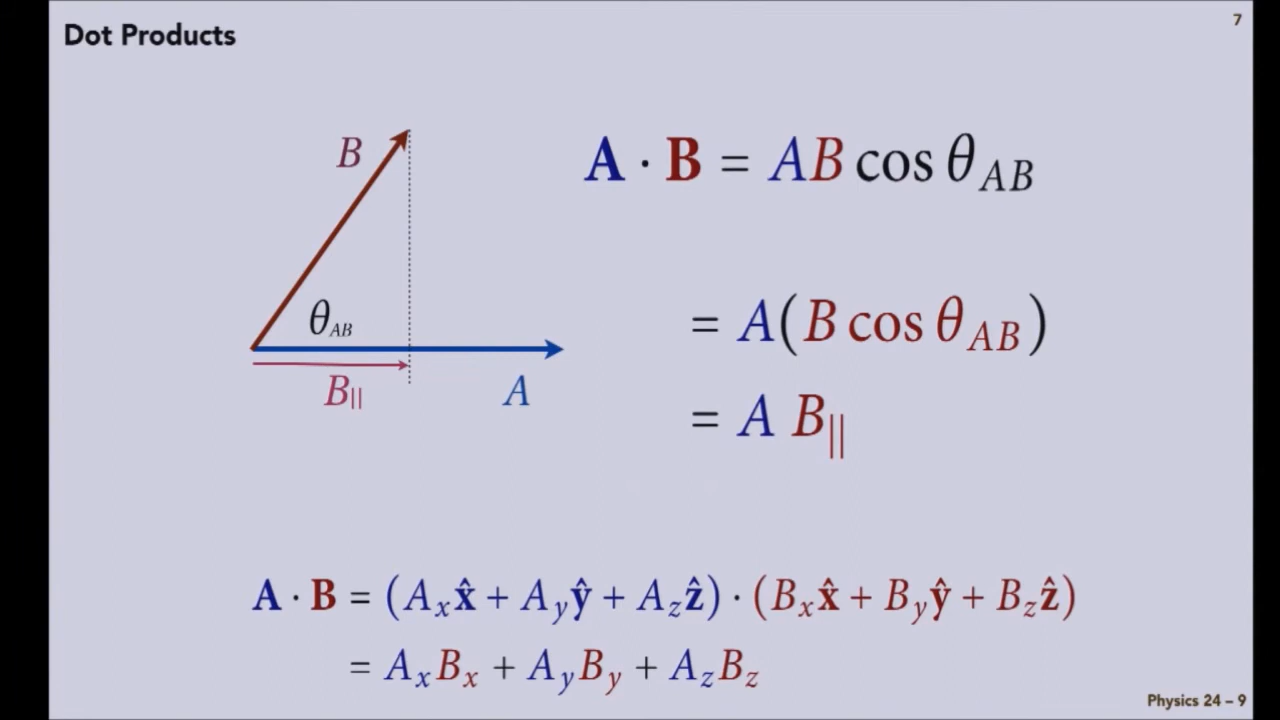 Dot Products
7
B
θ_AB
B_||
A
𝐀 · 𝐁 = AB cos θ_AB
= A(B cos θ_AB)
= A B_||
𝐀 · 𝐁 = (A_x x̂ + A_y ŷ + A_z ẑ) · (B_x x̂ + B_y ŷ + B_z ẑ)
= A_x B_x + A_y B_y + A_z B_z
Physics 24 – 9